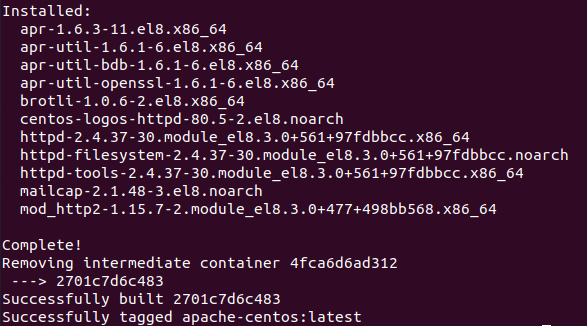 Installed:
  apr-1.6.3-11.el8.x86_64
  apr-util-1.6.1-6.el8.x86_64
  apr-util-bdb-1.6.1-6.el8.x86_64
  apr-util-openssl-1.6.1-6.el8.x86_64
  brotli-1.0.6-2.el8.x86_64
  centos-logos-httpd-80.5-2.el8.noarch
  httpd-2.4.37-30.module_el8.3.0+561+97fdbbcc.x86_64
  httpd-filesystem-2.4.37-30.module_el8.3.0+561+97fdbbcc.noarch
  httpd-tools-2.4.37-30.module_el8.3.0+561+97fdbbcc.x86_64
  mailcap-2.1.48-3.el8.noarch
  mod_http2-1.15.7-2.module_el8.3.0+477+498bb568.x86_64

Complete!
Removing intermediate container 4fca6d6ad312
 ---> 2701c7d6c483
Successfully built 2701c7d6c483
Successfully tagged apache-centos:latest